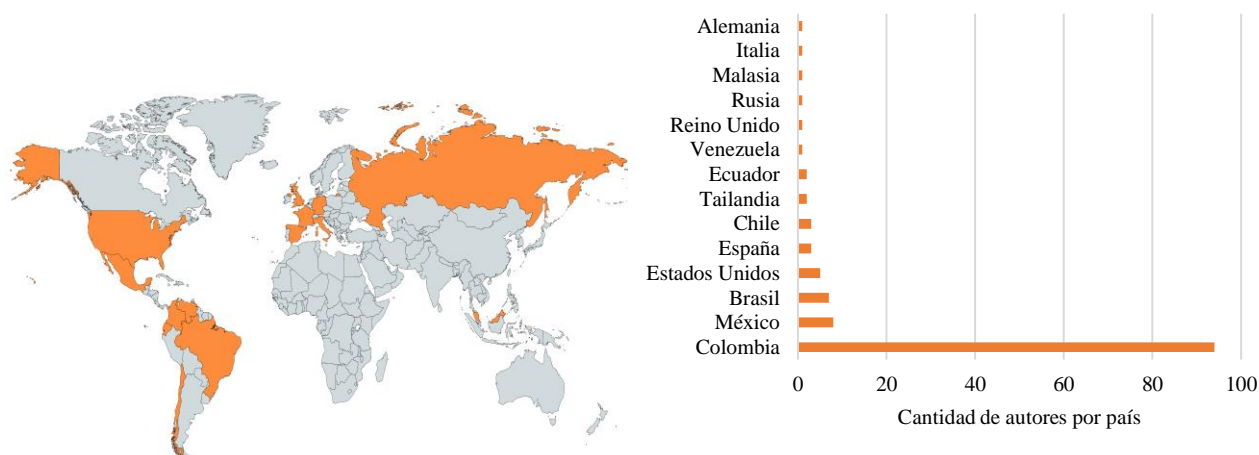 Alemania
Italia
Malasia
Rusia
Reino Unido
Venezuela
Ecuador
Tailandia
Chile
España
Estados Unidos
Brasil
México
Colombia
0 20 40 60 80 100
Cantidad de autores por país